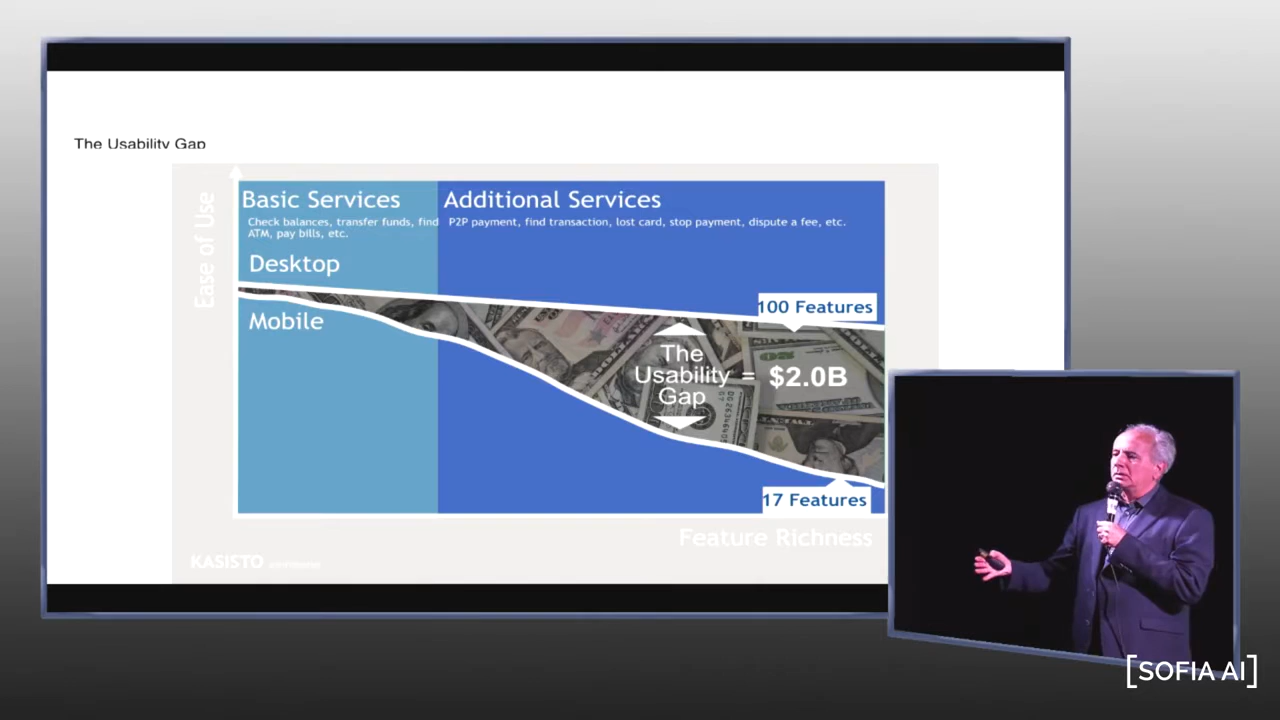 The Usability Gap
Ease of Use
Basic Services
Check balances, transfer funds, find
ATM, pay bills, etc.
Additional Services
P2P payment, find transaction, lost card, stop payment, dispute a fee, etc.
Desktop
Mobile
100 Features
The
Usability
Gap
= $2.0B
17 Features
Feature Richness
KASISTO
[SOFIA AI]